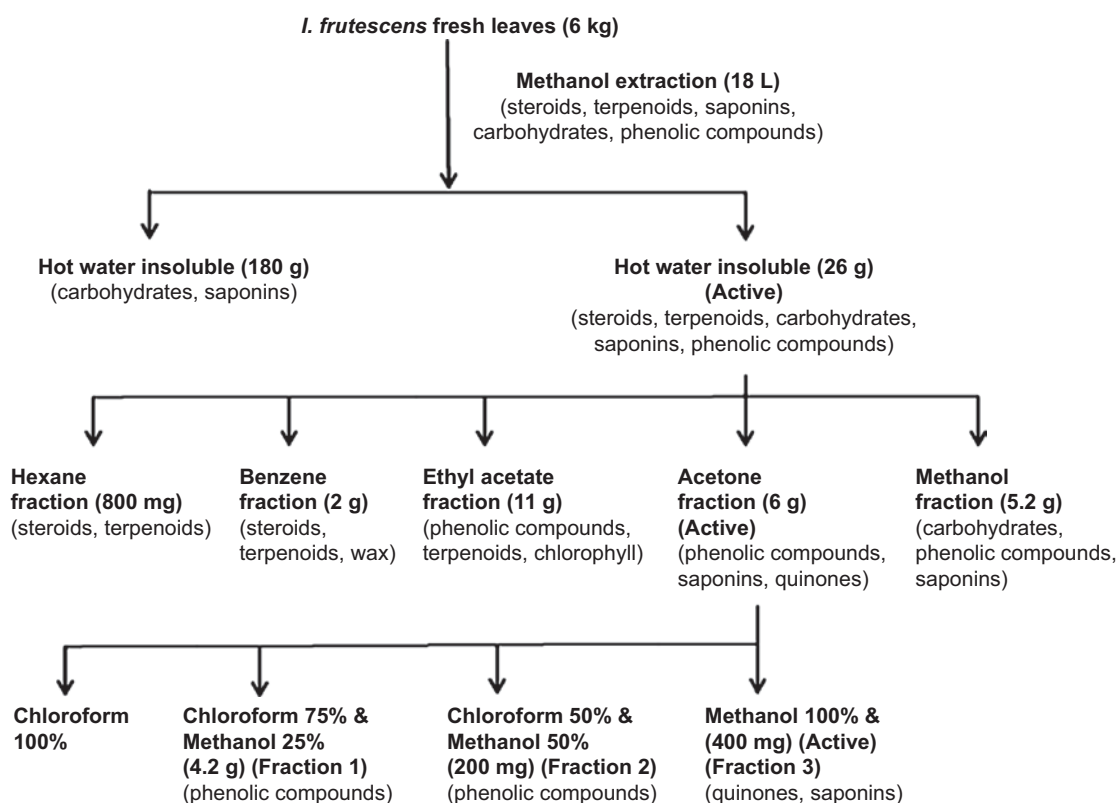 I. frutescens fresh leaves (6 kg)
Methanol extraction (18 L)
(steroids, terpenoids, saponins,
carbohydrates, phenolic compounds)
Hot water insoluble (180 g)
(carbohydrates, saponins)
Hot water insoluble (26 g)
(Active)
(steroids, terpenoids, carbohydrates,
saponins, phenolic compounds)
Hexane
fraction (800 mg)
(steroids, terpenoids)
Benzene
fraction (2 g)
(steroids,
terpenoids, wax)
Ethyl acetate
fraction (11 g)
(phenolic compounds,
terpenoids, chlorophyll)
Acetone
fraction (6 g)
(Active)
(phenolic compounds,
saponins, quinones)
Methanol
fraction (5.2 g)
(carbohydrates,
phenolic compounds,
saponins)
Chloroform
100%
Chloroform 75% &
Methanol 25%
(4.2 g) (Fraction 1)
(phenolic compounds)
Chloroform 50% &
Methanol 50%
(200 mg) (Fraction 2)
(phenolic compounds)
Methanol 100% &
(400 mg) (Active)
(Fraction 3)
(quinones, saponins)